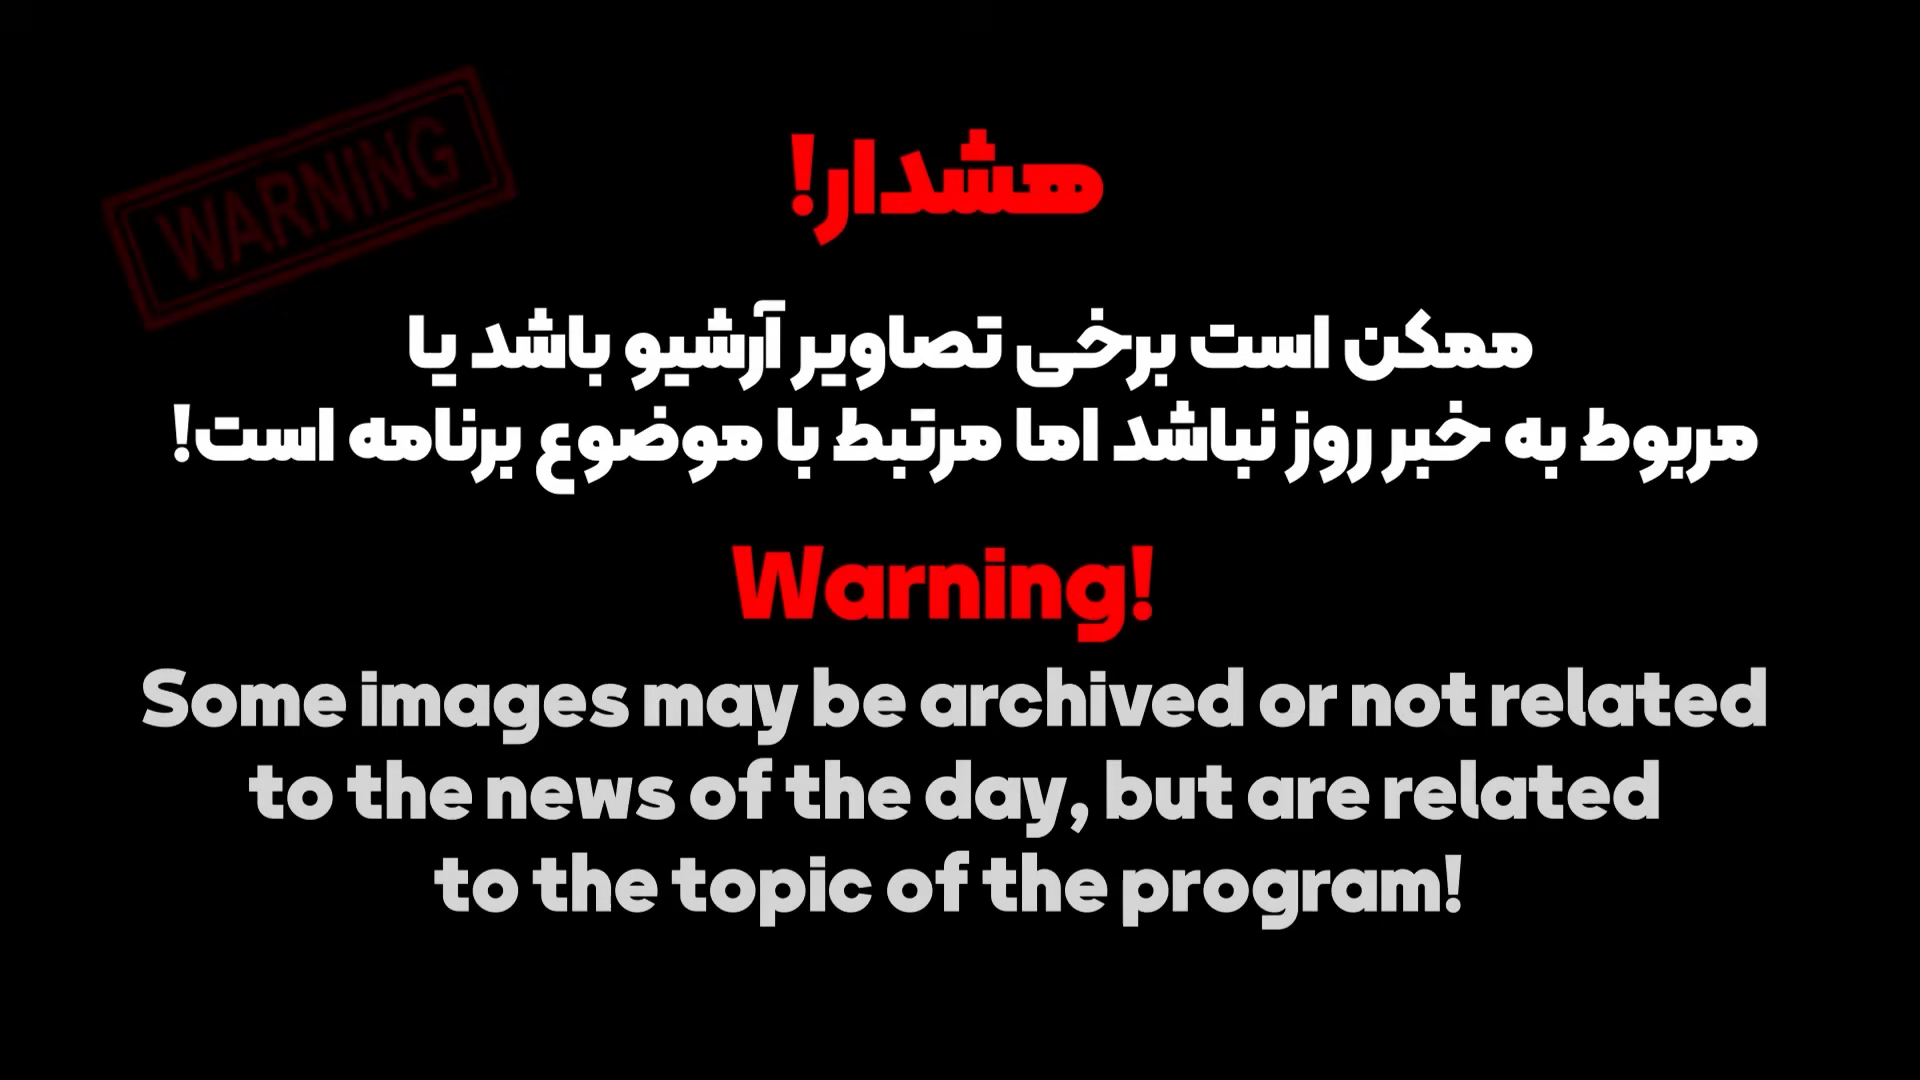 WARNING
هشدار!
ممکن است برخی تصاویر آرشیو باشد یا
مربوط به خبر روز نباشد اما مرتبط با موضوع برنامه است!
Warning!
Some images may be archived or not related
to the news of the day, but are related
to the topic of the program!